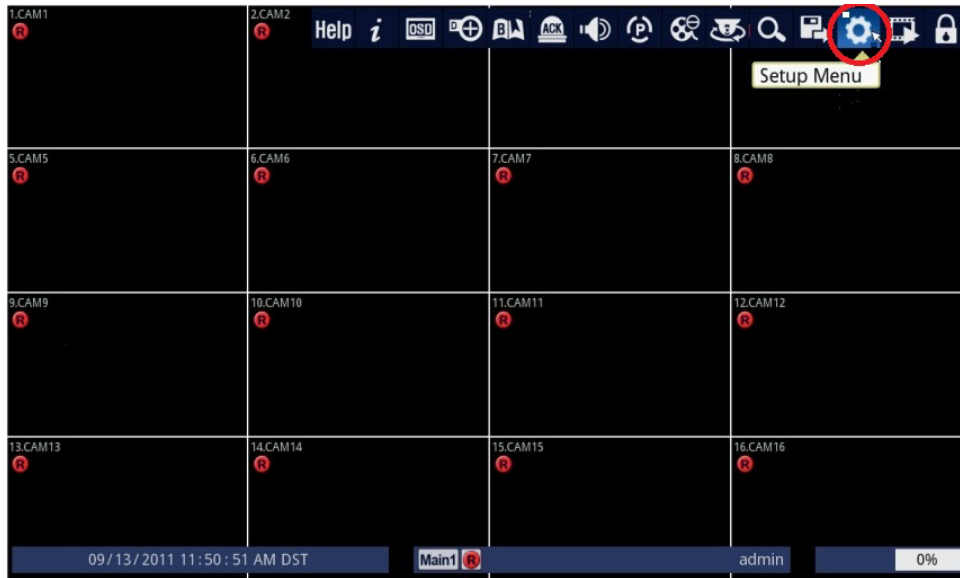 1.CAM1
2.CAM2
Help i OSD D B ACK P
Setup Menu
R
R
5.CAM5
6.CAM6
7.CAM7
8.CAM8
R
R
R
R
9.CAM9
10.CAM10
11.CAM11
12.CAM12
R
R
R
R
13.CAM13
14.CAM14
15.CAM15
16.CAM16
R
R
R
R
09/13/2011 11:50:51 AM DST
Main1 R
admin
0%